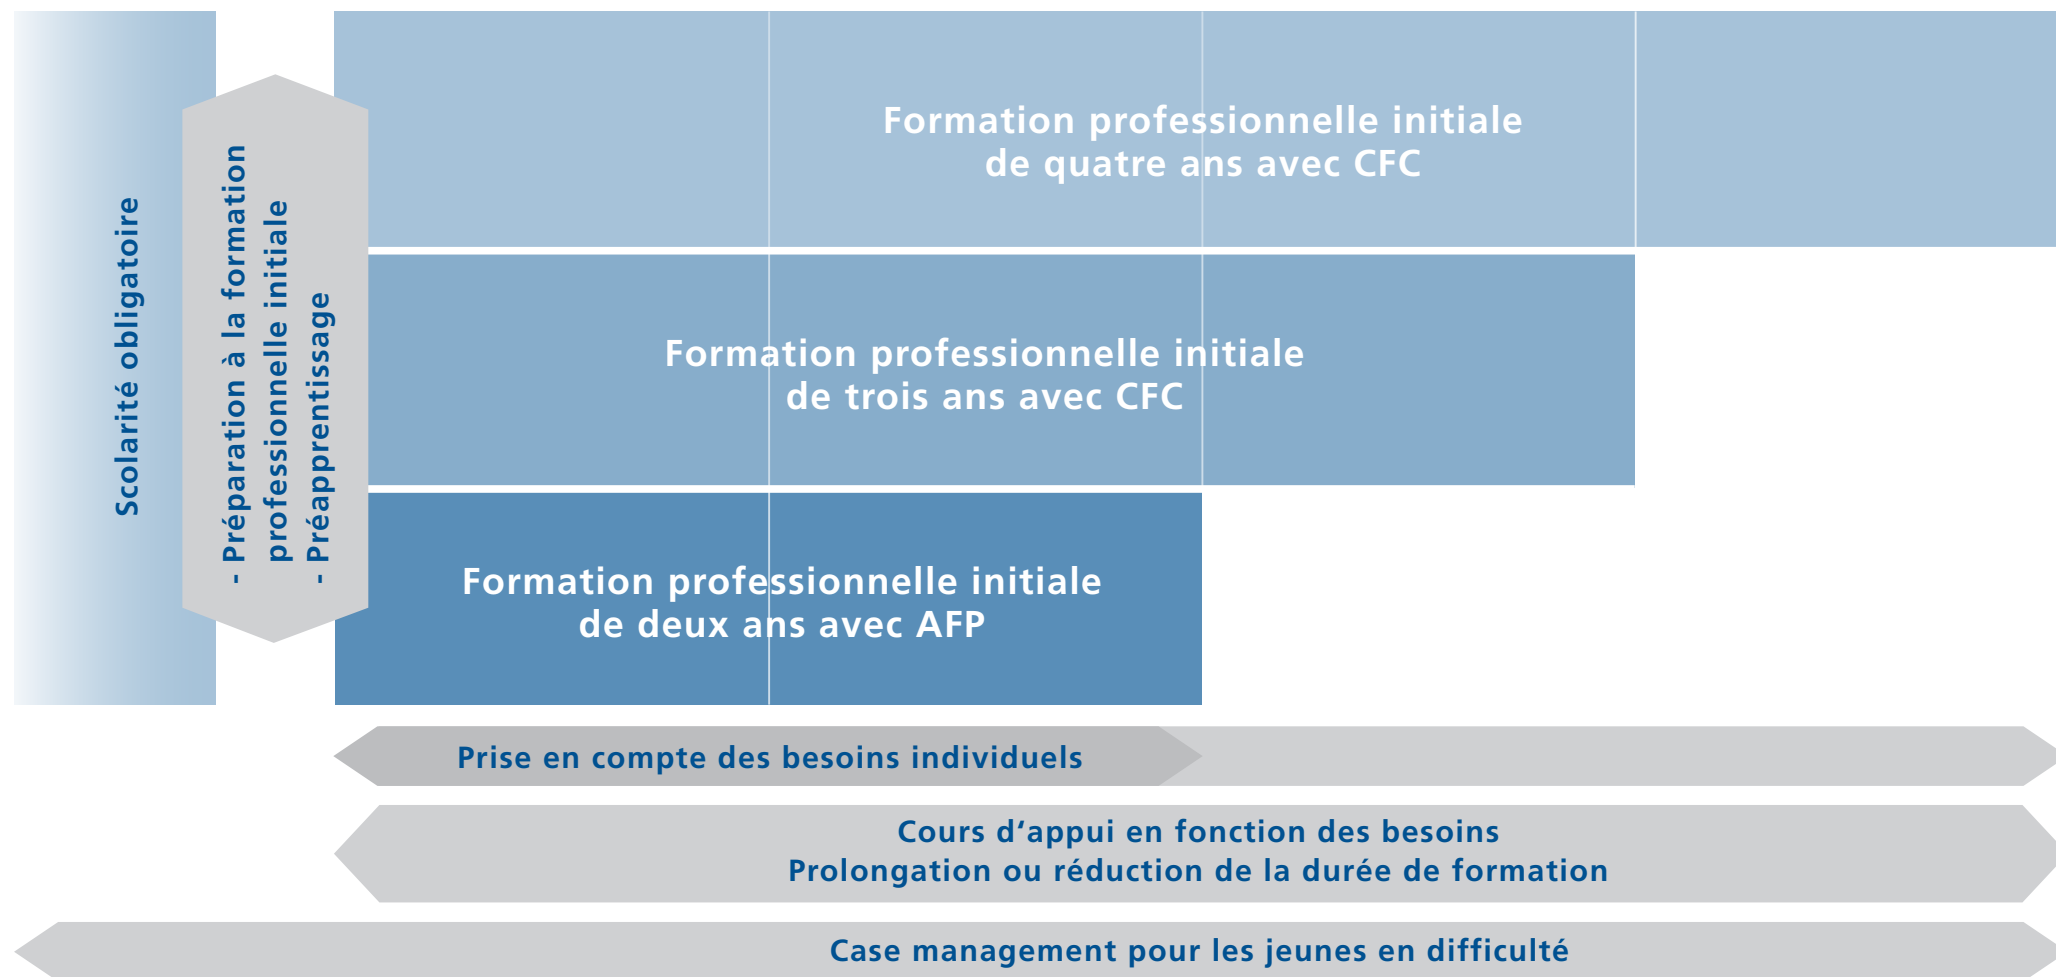 Scolarité obligatoire
- Préparation à la formation
professionnelle initiale
- Préapprentissage
Formation professionnelle initiale
de quatre ans avec CFC
Formation professionnelle initiale
de trois ans avec CFC
Formation professionnelle initiale
de deux ans avec AFP
Prise en compte des besoins individuels
Cours d‘appui en fonction des besoins
Prolongation ou réduction de la durée de formation
Case management pour les jeunes en difficulté